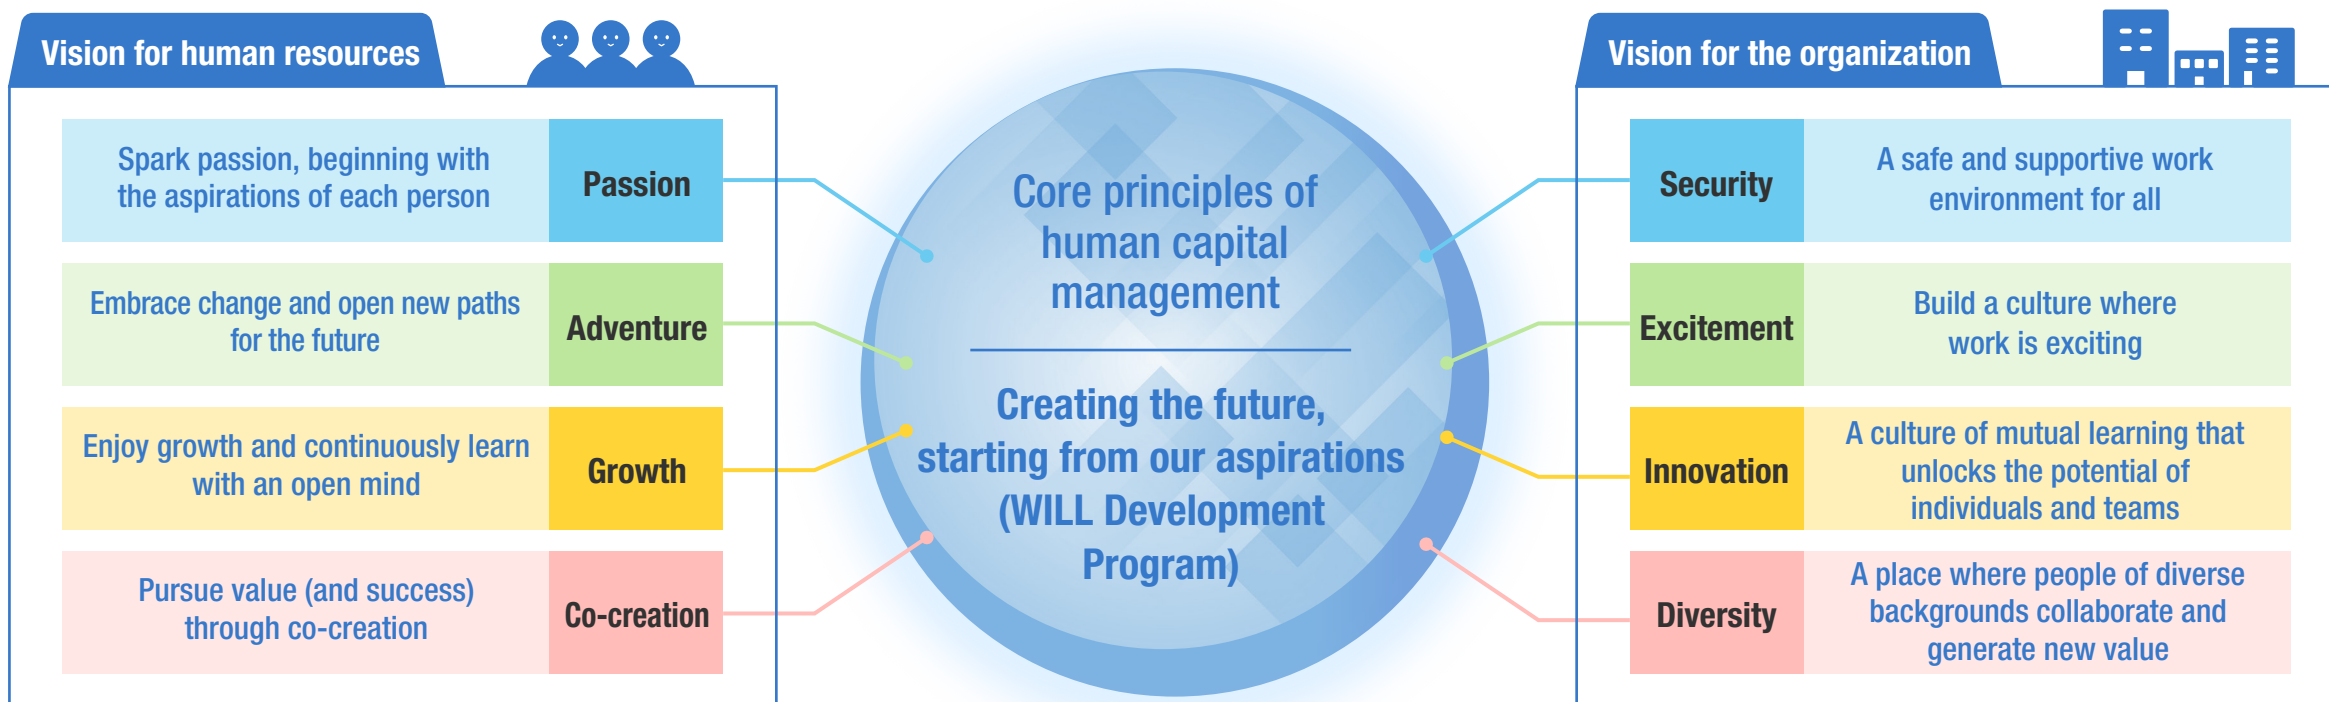 Vision for human resources
Spark passion, beginning with
the aspirations of each person
Passion
Embrace change and open new paths
for the future
Adventure
Enjoy growth and continuously learn
with an open mind
Growth
Pursue value (and success)
through co-creation
Co-creation
Core principles of
human capital
management
Creating the future,
starting from our aspirations
(WILL Development
Program)
Vision for the organization
Security
A safe and supportive work
environment for all
Excitement
Build a culture where
work is exciting
Innovation
A culture of mutual learning that
unlocks the potential of
individuals and teams
Diversity
A place where people of diverse
backgrounds collaborate and
generate new value